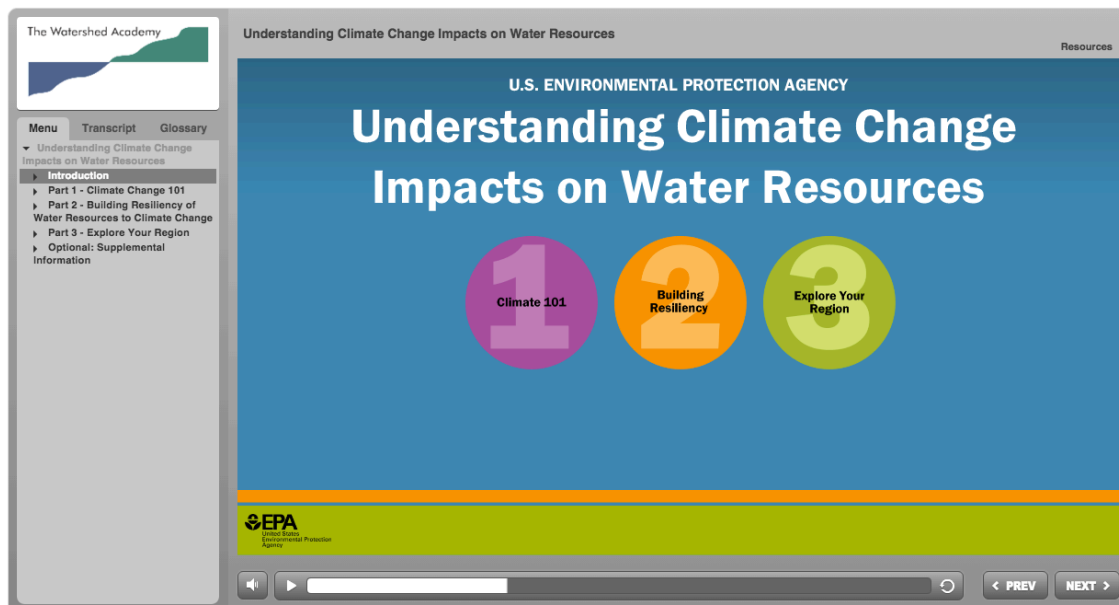 The Watershed Academy
Understanding Climate Change Impacts on Water Resources
Resources
Menu
Transcript
Glossary
Understanding Climate Change
Impacts on Water Resources
Introduction
Part 1 - Climate Change 101
Part 2 - Building Resiliency of
Water Resources to Climate Change
Part 3 - Explore Your Region
Optional: Supplemental
Information
U.S. ENVIRONMENTAL PROTECTION AGENCY
Understanding Climate Change
Impacts on Water Resources
1
Climate 101
2
Building
Resiliency
3
Explore Your
Region
EPA
United States
Environmental Protection
Agency
< PREV
NEXT >